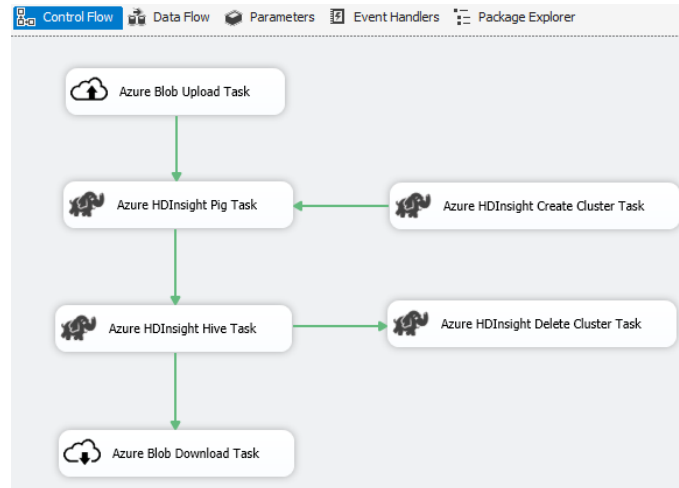 Control Flow Data Flow Parameters Event Handlers Package Explorer
Azure Blob Upload Task
Azure HDInsight Pig Task Azure HDInsight Create Cluster Task
Azure HDInsight Hive Task Azure HDInsight Delete Cluster Task
Azure Blob Download Task